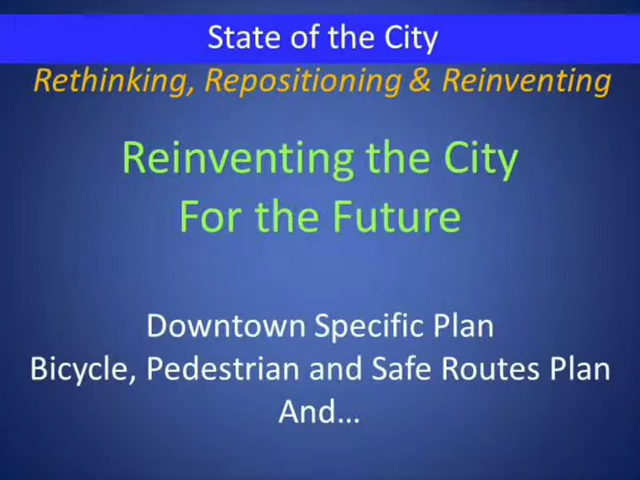 State of the City
Rethinking, Repositioning & Reinventing
Reinventing the City
For the Future
Downtown Specific Plan
Bicycle, Pedestrian and Safe Routes Plan
And…